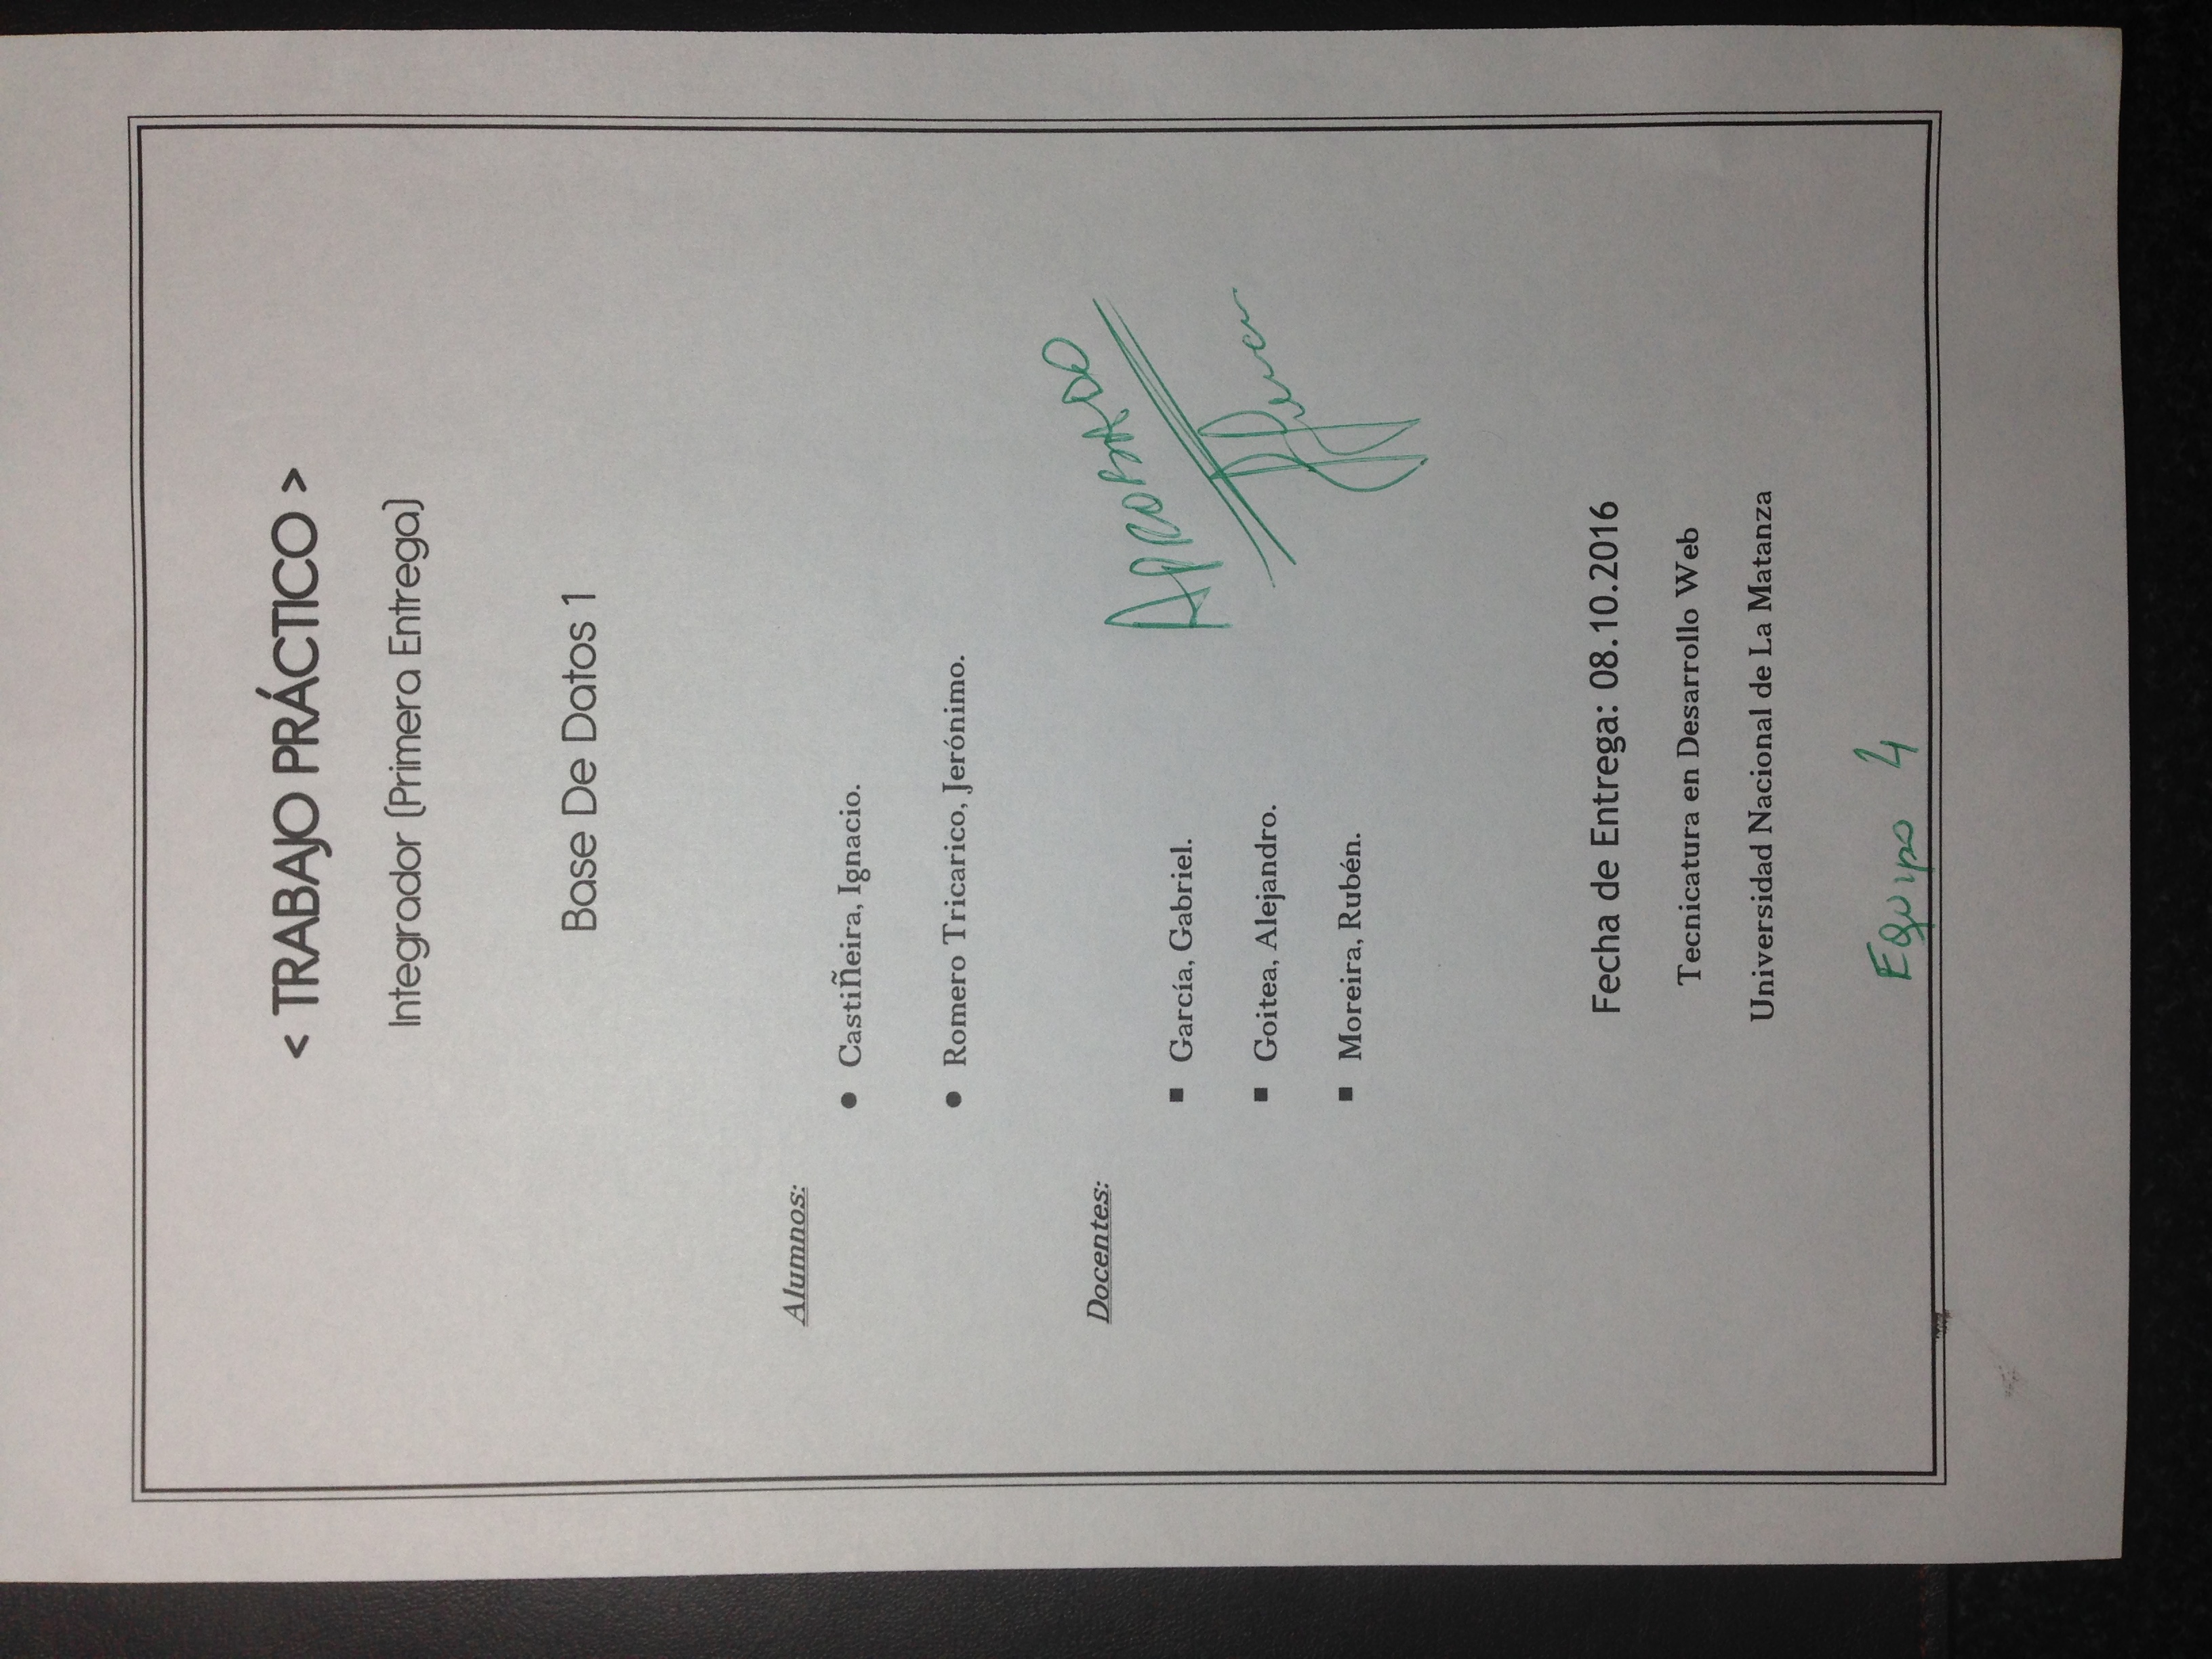 < TRABAJO PRÁCTICO >
Integrador (Primera Entrega)
Base De Datos 1
Alumnos:
● Castiñeira, Ignacio.
● Romero Tricarico, Jerónimo.
Docentes:
▪ García, Gabriel.
▪ Goitea, Alejandro.
▪ Moreira, Rubén.
APROBADO
Fecha de Entrega: 08.10.2016
Tecnicatura en Desarrollo Web
Universidad Nacional de La Matanza
Equipo 4